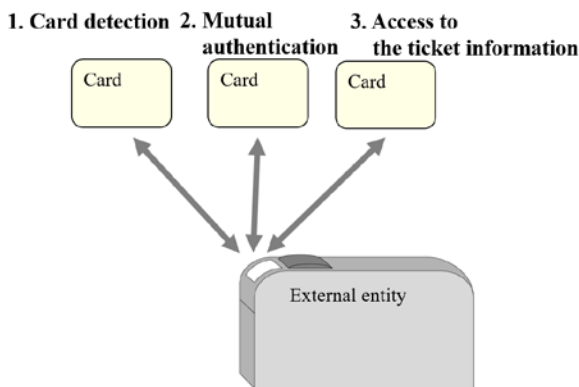 1. Card detection
2. Mutual
authentication
3. Access to
the ticket information
Card
Card
Card
External entity